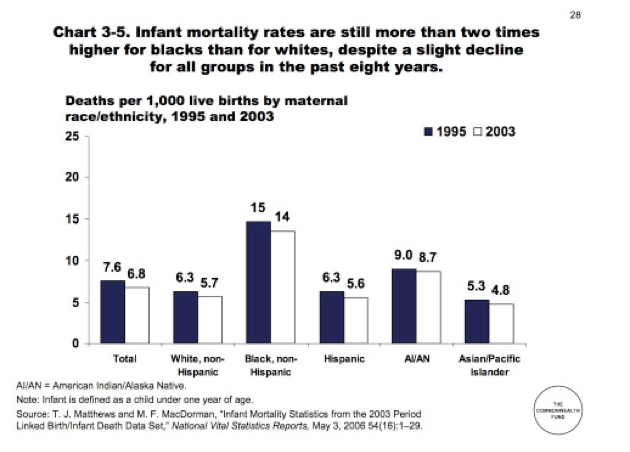 28
Chart 3-5. Infant mortality rates are still more than two times
higher for blacks than for whites, despite a slight decline
for all groups in the past eight years.
Deaths per 1,000 live births by maternal
race/ethnicity, 1995 and 2003
1995 2003
25
20
15
10
5
0
7.6 6.8
6.3 5.7
15 14
6.3 5.6
9.0 8.7
5.3 4.8
Total
White, non-
Hispanic
Black, non-
Hispanic
Hispanic
AI/AN
Asian/Pacific
Islander
AI/AN = American Indian/Alaska Native.
Note: Infant is defined as a child under one year of age.
Source: T. J. Matthews and M. F. MacDorman, "Infant Mortality Statistics from the 2003 Period
Linked Birth/Infant Death Data Set," National Vital Statistics Reports, May 3, 2006 54(16):1–29.
THE
COMMONWEALTH
FUND